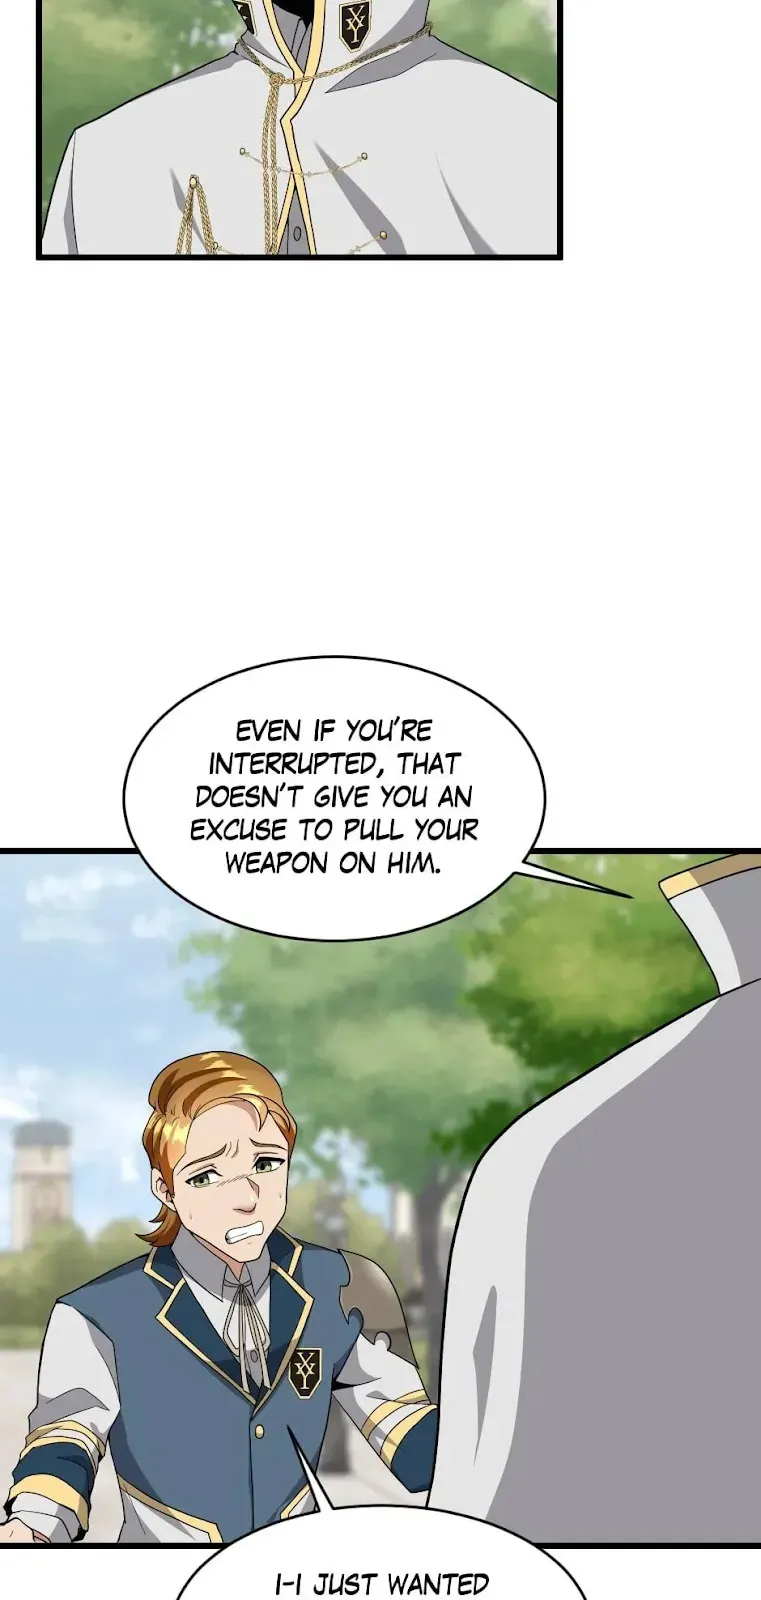 EVEN IF YOU'RE
INTERRUPTED, THAT
DOESN'T GIVE YOU AN
EXCUSE TO PULL YOUR
WEAPON ON HIM.
I-I JUST WANTED